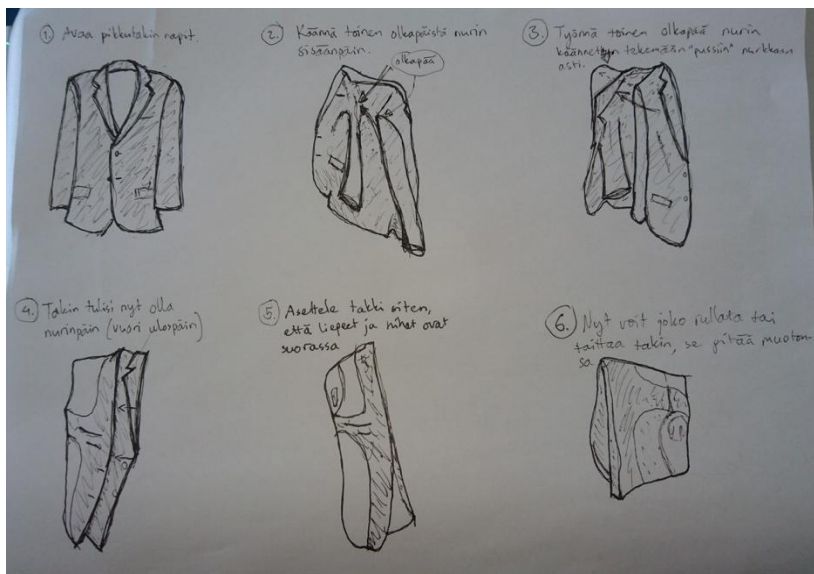 1. Avaa pikkutakin napit.
2. Käännä toinen olkapäistä nurin
sisäänpäin.
olkapää
3. Työnnä toinen olkapää nurin
käännettyn tekemään "pussiin" nurkkaan
asti.
4. Takin tulisi nyt olla
nurinpäin (vuori ulospäin)
5. Asettele takki siten,
että liepeet ja hihat ovat
suorassa
6. Nyt voit joko rullata tai
taittaa takin, se pitää muoton-
sa